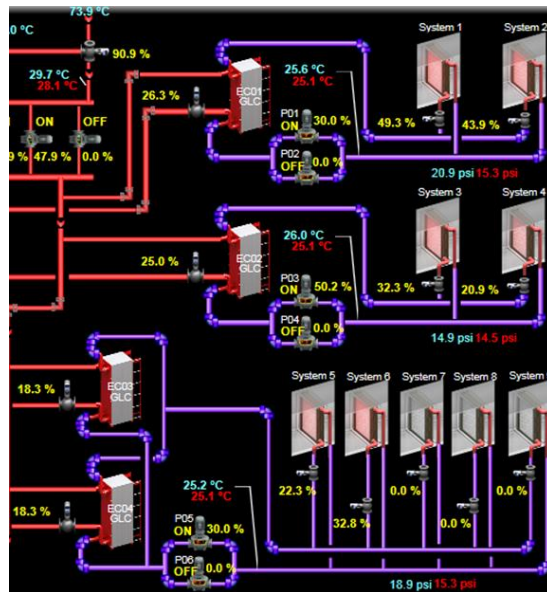 73.9 °C
.0 °C
System 1
System 2
90.9 %
29.7 °C
28.1 °C
EC01
GLC
25.6 °C
25.1 °C
26.3 %
P01
ON
30.0 %
49.3 %
43.9 %
ON
OFF
9 %
47.9 %
0.0 %
P02
OFF
0.0 %
20.9 psi
15.3 psi
System 3
System 4
26.0 °C
25.1 °C
EC02
GLC
25.0 %
P03
ON
50.2 %
32.3 %
20.9 %
P04
OFF
0.0 %
14.9 psi
14.5 psi
System 5
System 6
System 7
System 8
System
EC03
GLC
18.3 %
25.2 °C
25.1 °C
22.3 %
0.0 %
0.0 %
EC04
GLC
18.3 %
P05
ON
30.0 %
32.8 %
0.0 %
P06
OFF
0.0 %
18.9 psi
15.3 psi